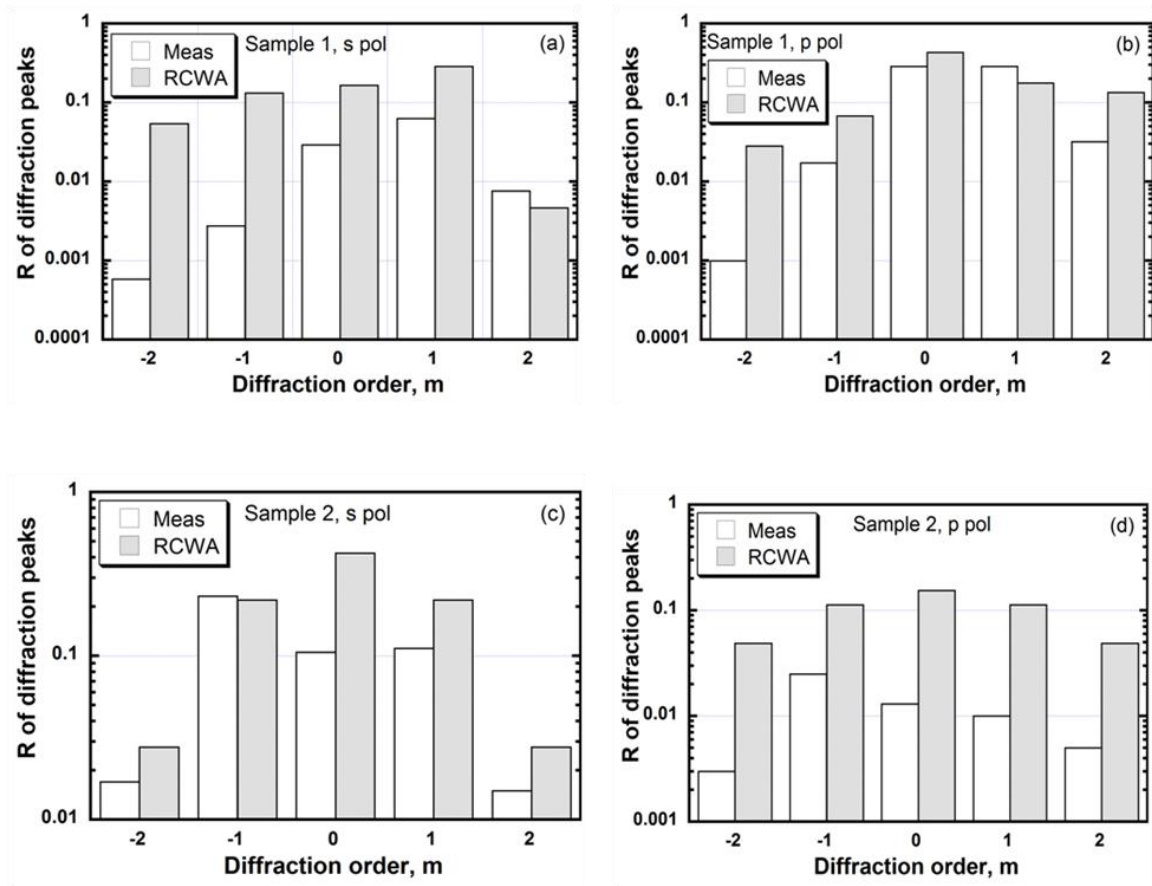 1
Sample 1, s pol
(a)
Meas
RCWA
0.1
0.01
0.001
0.0001
R of diffraction peaks
-2 -1 0 1 2
Diffraction order, m
1
Sample 1, p pol
(b)
Meas
RCWA
0.1
0.01
0.001
0.0001
R of diffraction peaks
-2 -1 0 1 2
Diffraction order, m
1
Sample 2, s pol
(c)
Meas
RCWA
0.1
0.01
R of diffraction peaks
-2 -1 0 1 2
Diffraction order, m
1
Sample 2, p pol
(d)
Meas
RCWA
0.1
0.01
0.001
R of diffraction peaks
-2 -1 0 1 2
Diffraction order, m